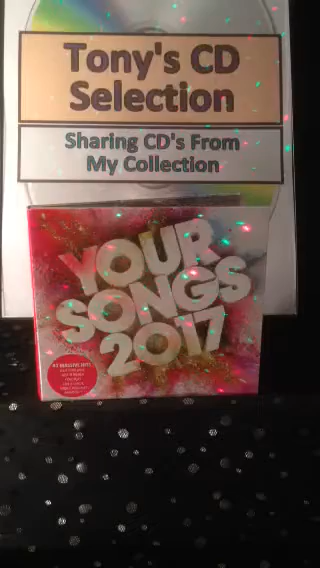 Tony's CD
Selection
Sharing CD's From
My Collection
YOUR
SONGS
2017